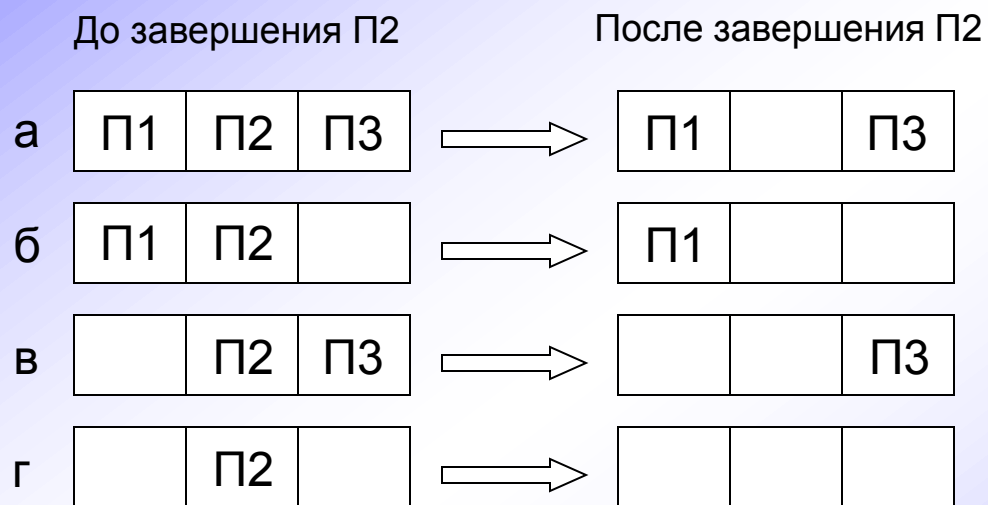 До завершения П2 После завершения П2
а П1 П2 П3 П1 П3
б П1 П2 П1
в П2 П3 П3
г П2